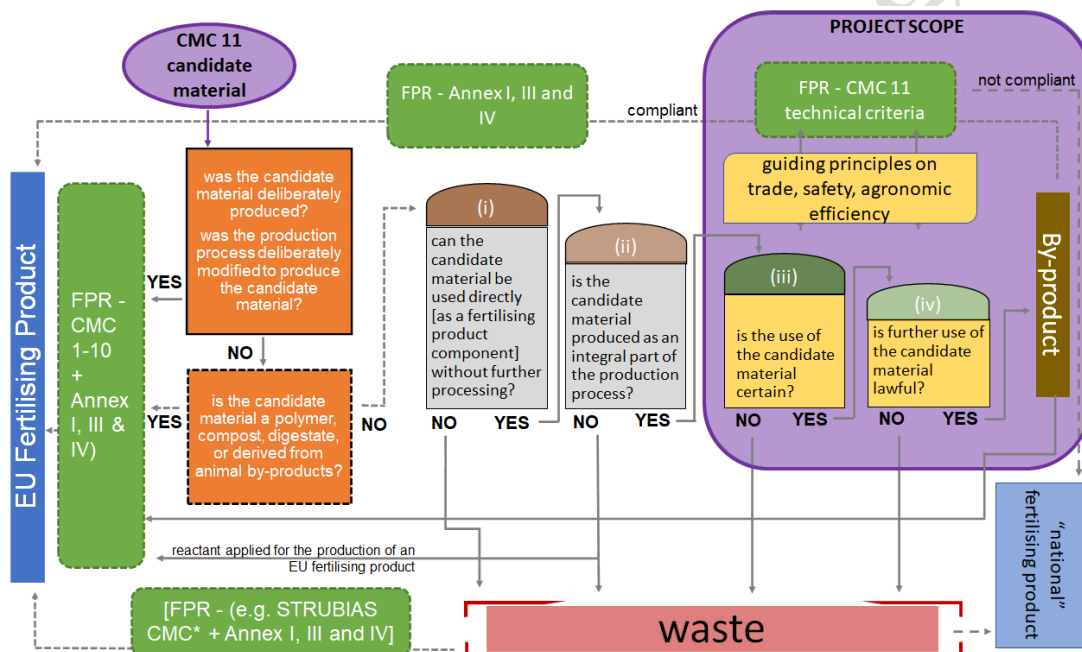 PROJECT SCOPE
CMC 11
candidate
material
FPR - Annex I, III and
IV
compliant
FPR - CMC 11
technical criteria
not compliant
guiding principles on
trade, safety, agronomic
efficiency
was the candidate
material deliberately
produced?
was the production
process deliberately
modified to produce
the candidate
material?
YES
NO
is the candidate
material a polymer,
compost, digestate,
or derived from
animal by-products?
YES
NO
EU Fertilising Product
FPR -
CMC
1-10
+
Annex
I, III &
IV)
(i)
can the
candidate
material be
used directly
[as a fertilising
product
component]
without further
processing?
NO
YES
(ii)
is the
candidate
material
produced as an
integral part of
the production
process?
NO
YES
(iii)
is the use of
the candidate
material
certain?
NO
YES
(iv)
is further use of
the candidate
material
lawful?
NO
YES
By-product
reactant applied for the production of an
EU fertilising product
"national"
fertilising product
[FPR - (e.g. STRUBIAS
CMC* + Annex I, III and IV]
waste